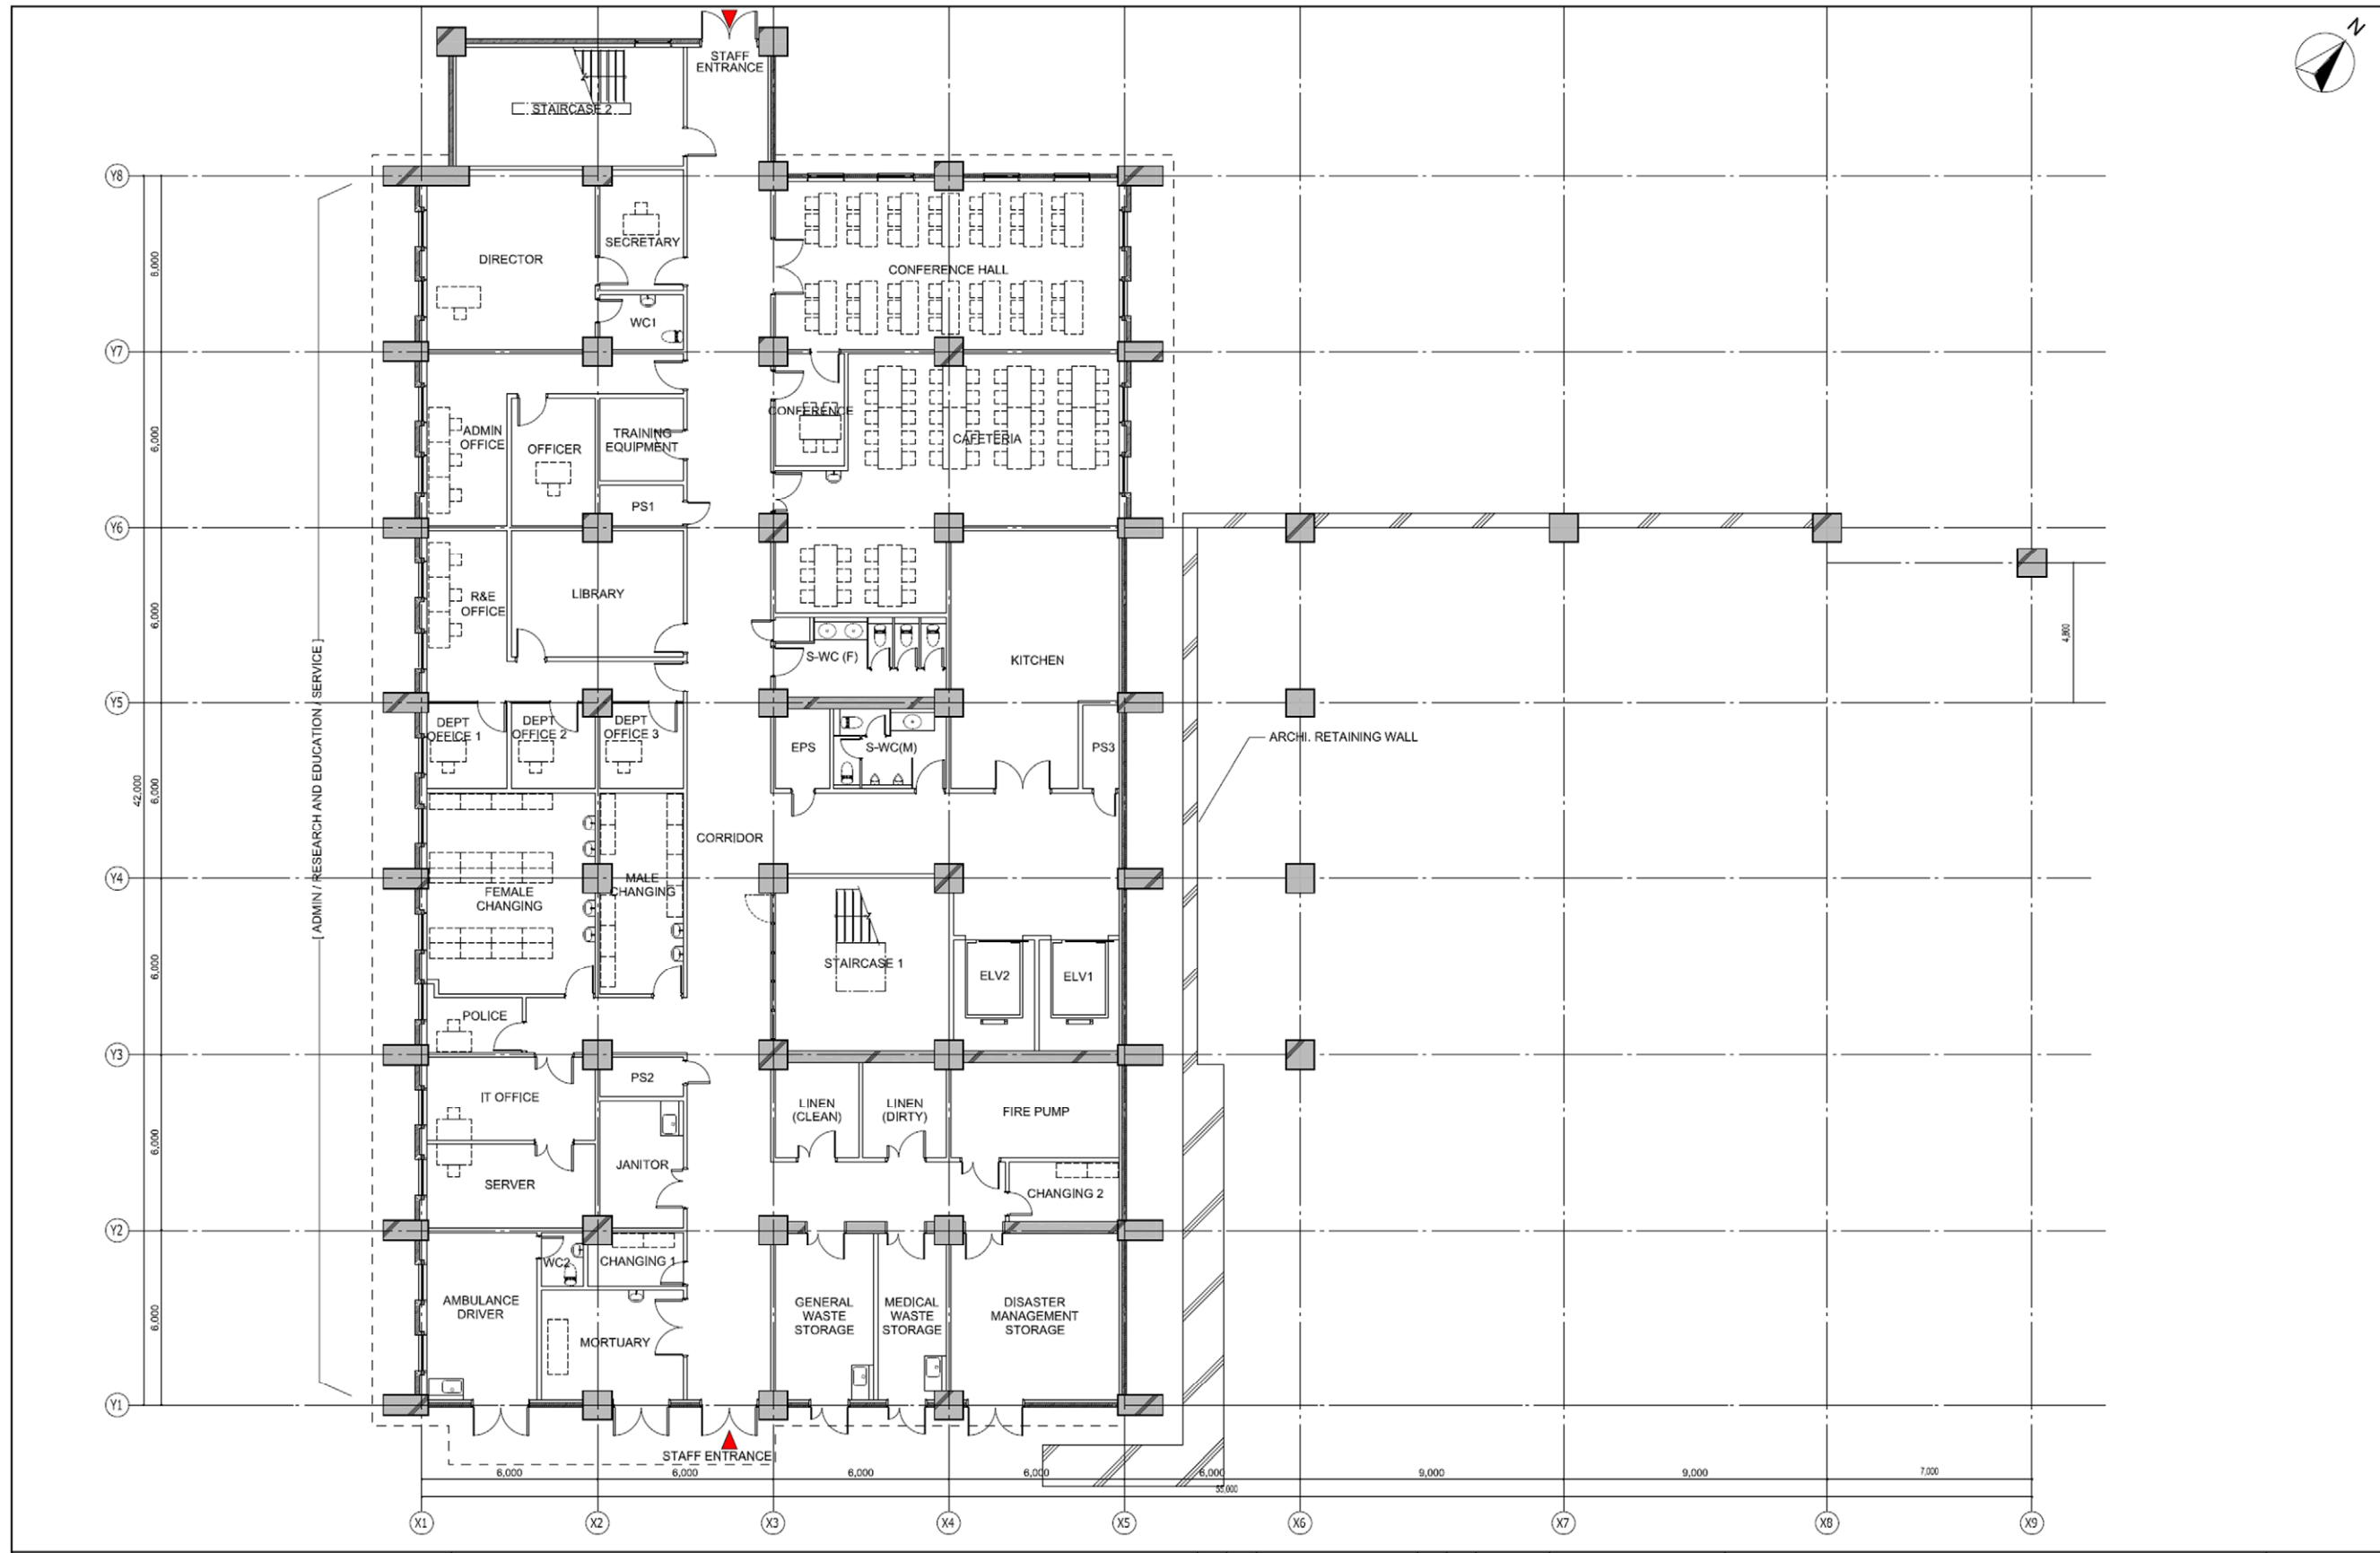 N
STAFF
ENTRANCE
STAIRCASE 2
Y8
DIRECTOR
SECRETARY
WC1
CONFERENCE HALL
6,000
Y7
ADMIN
OFFICE
OFFICER
TRAINING
EQUIPMENT
PS1
CONFERENCE
CAFETERIA
6,000
Y6
R&E
OFFICE
LIBRARY
S-WC (F)
KITCHEN
6,000
4,800
[ ADMIN / RESEARCH AND EDUCATION / SERVICE ]
Y5
DEPT
OFFICE 1
DEPT
OFFICE 2
DEPT
OFFICE 3
EPS
S-WC(M)
PS3
ARCHI. RETAINING WALL
42,000
6,000
CORRIDOR
Y4
FEMALE
CHANGING
MALE
CHANGING
STAIRCASE 1
ELV2
ELV1
6,000
POLICE
Y3
IT OFFICE
PS2
LINEN
(CLEAN)
LINEN
(DIRTY)
FIRE PUMP
6,000
JANITOR
SERVER
CHANGING 2
Y2
WC2
CHANGING 1
AMBULANCE
DRIVER
MORTUARY
GENERAL
WASTE
STORAGE
MEDICAL
WASTE
STORAGE
DISASTER
MANAGEMENT
STORAGE
6,000
Y1
STAFF ENTRANCE
6,000
6,000
6,000
6,000
6,000
9,000
9,000
7,000
55,000
X1
X2
X3
X4
X5
X6
X7
X8
X9